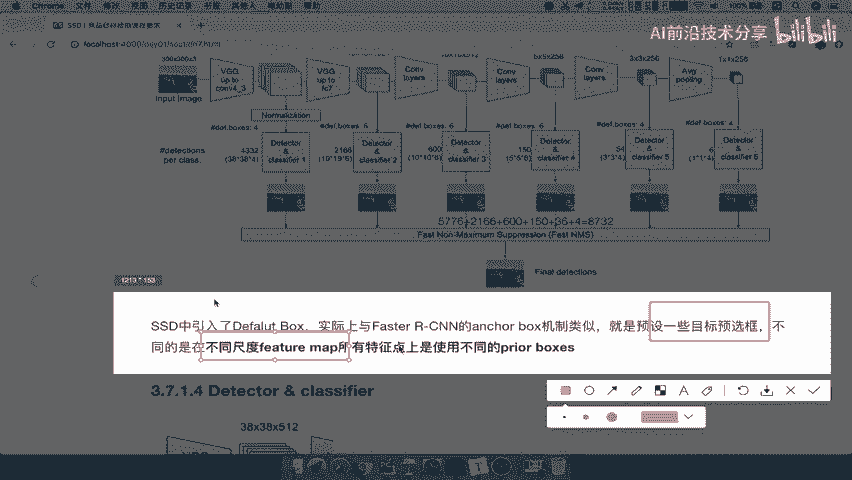 Chrome
AI前沿技术分享 bilibili
300x300x3
5x5x256
3x3x256
1x1x256
VGG up to conv4_3
VGG up to fc7
Conv layers
Conv layers
Conv layers
Avg pooling
Input image
Normalization
#def.boxes: 4
#def.boxes: 6
#def.boxes: 6
#def.boxes: 6
#def.boxes: 4
#def.boxes: 4
#detections per class.
4332 (38*38*4)
Detector & classifier 1
2166 (19*19*6)
Detector & classifier 2
600 (10*10*6)
Detector & classifier 3
150 (5*5*6)
Detector & classifier 4
54 (3*3*4)
Detector & classifier 5
(1*1*4)
Detector & classifier 6
5776+2166+600+150+36+4=8732
Fast Non-Maximum Suppression (Fast NMS)
Final detections
1219 * 153
SSD中引入了Defalut Box，实际上与Faster R-CNN的anchor box机制类似，就是预设一些目标预选框，不
同的是在不同尺度feature map所有特征点上是使用不同的prior boxes
A
3.7.1.4 Detector & classifier
38x38x512